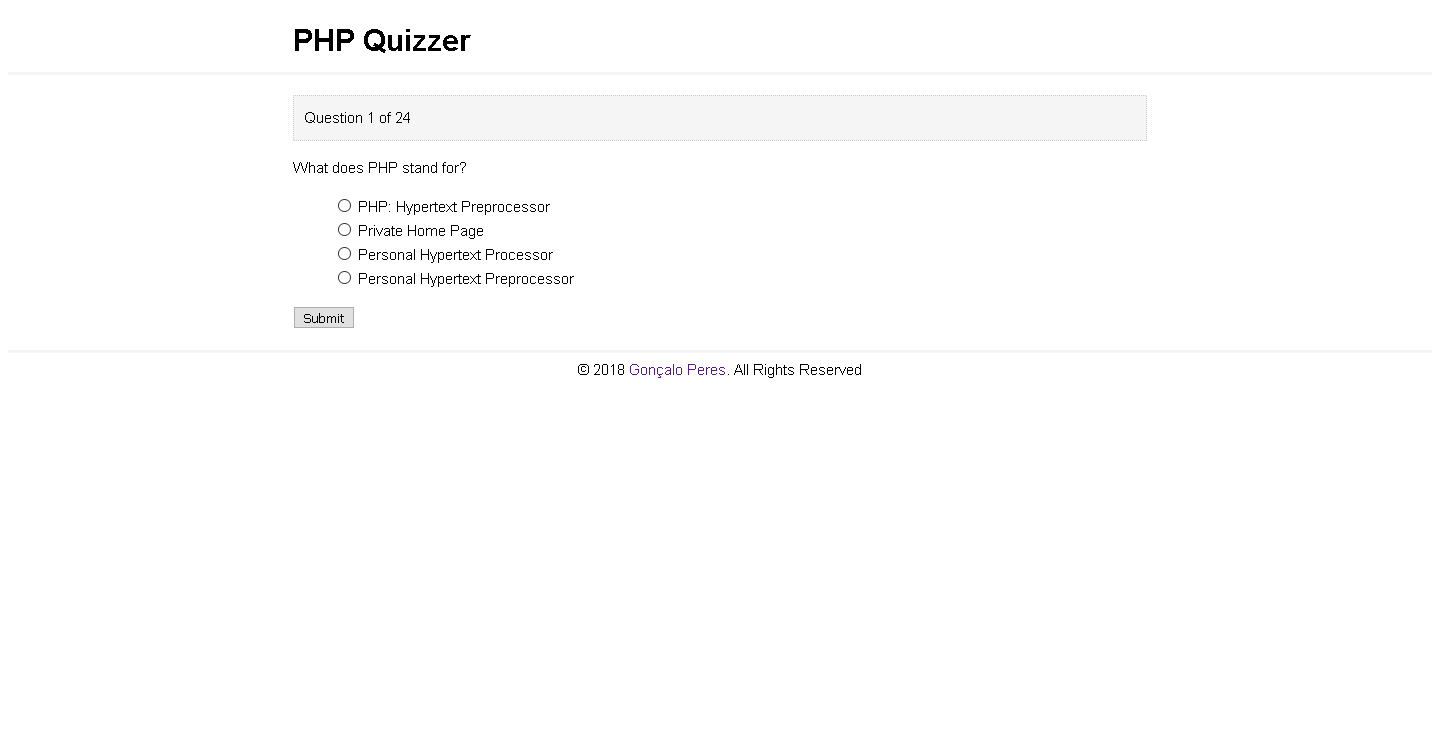 PHP Quizzer
Question 1 of 24
What does PHP stand for?
PHP: Hypertext Preprocessor
Private Home Page
Personal Hypertext Processor
Personal Hypertext Preprocessor
Submit
© 2018 Gonçalo Peres. All Rights Reserved